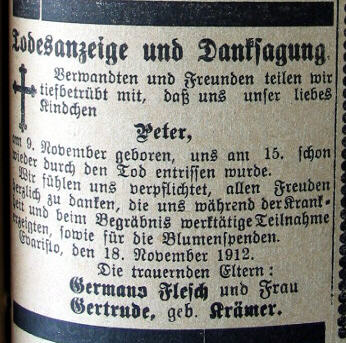 Todesanzeige und Danksagung
Verwandten und Freunden teilen wir
tiefbetrübt mit, daß uns unser liebes
Kindchen
Peter,
am 9. November geboren, uns am 15. schon
wieder durch den Tod entrissen wurde.
Wir fühlen uns verpflichtet, allen Freuden
herzlich zu danken, die uns während der Krank-
heit und beim Begräbnis werktätige Teilnahme
erzeigten, sowie für die Blumenspenden.
Evaristo, den 18. November 1912.
Die trauernden Eltern:
Germano Flesch und Frau
Gertrude, geb. Krämer.